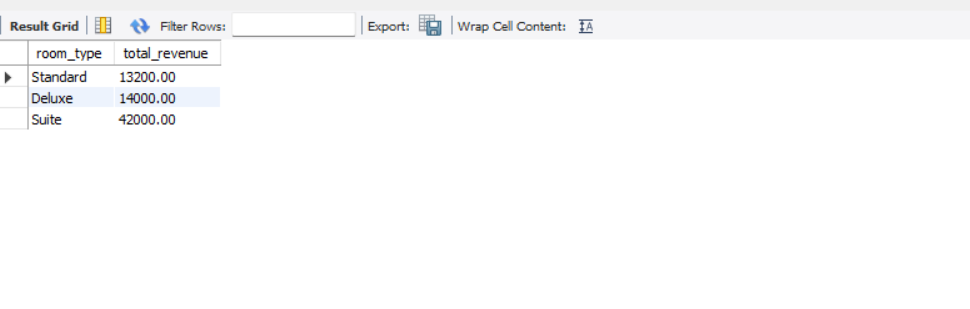 Result Grid Filter Rows: Export: Wrap Cell Content: IA
room_type total_revenue
Standard 13200.00
Deluxe 14000.00
Suite 42000.00